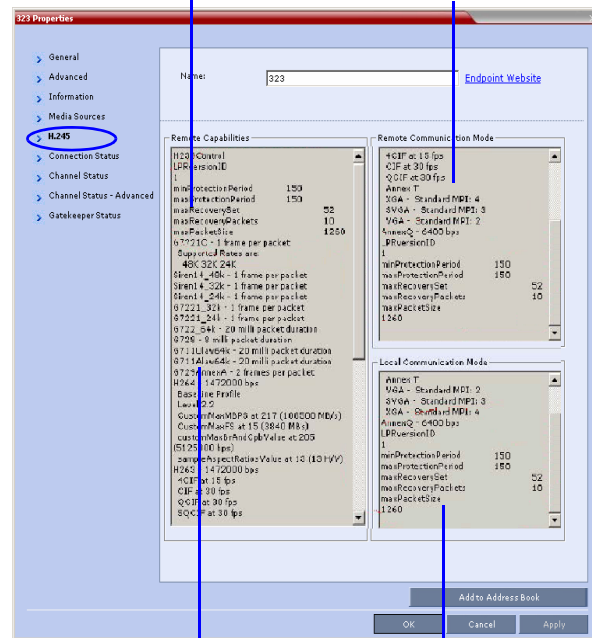 323 Properties
General
Advanced
Information
Media Sources
H.245
Connection Status
Channel Status
Channel Status - Advanced
Gatekeeper Status
Name:
323
Endpoint Website
Remote Capabilities
H239Control
LPRversionID
1
minProtectionPeriod 150
maxProtectionPeriod 150
maxRecoverySet 52
maxRecoveryPackets 10
maxPacketSize 1260
G7221C - 1 frame per packet
Supported Rates are:
48K 32K 24K
Siren14_48k - 1 frame per packet
Siren14_32k - 1 frame per packet
Siren14_24k - 1 frame per packet
G7221_32k - 1 frame per packet
G7221_24k - 1 frame per packet
G722_64k - 20 milli packet duration
G728 - 8 milli packet duration
G711Ulaw64k - 20 milli packet duration
G711Alaw64k - 20 milli packet duration
G729AnnexA - 2 frames per packet
H264 - 1472000 bps
Baseline Profile
Level 2.2
CustomMaxMBPS at 217 (108500 MB/s)
CustomMaxFS at 15 (3840 MBs)
customMaxBrAndCpbValue at 205
(5125000 bps)
sampleAspectRatiosValue at 13 (13 H/V)
H263 - 1472000 bps
4CIF at 15 fps
CIF at 30 fps
QCIF at 30 fps
SQCIF at 30 fps
Remote Communication Mode
4CIF at 15 fps
CIF at 30 fps
QCIF at 30 fps
Annex T
XGA - Standard MPI: 4
SVGA - Standard MPI: 3
VGA - Standard MPI: 2
AnnexQ - 6400 bps
LPRversionID
1
minProtectionPeriod 150
maxProtectionPeriod 150
maxRecoverySet 52
maxRecoveryPackets 10
maxPacketSize
1260
Local Communication Mode
Annex T
VGA - Standard MPI: 2
SVGA - Standard MPI: 3
XGA - Standard MPI: 4
AnnexQ - 6400 bps
LPRversionID
1
minProtectionPeriod 150
maxProtectionPeriod 150
maxRecoverySet 52
maxRecoveryPackets 10
maxPacketSize
1260
Add to Address Book
OK
Cancel
Apply